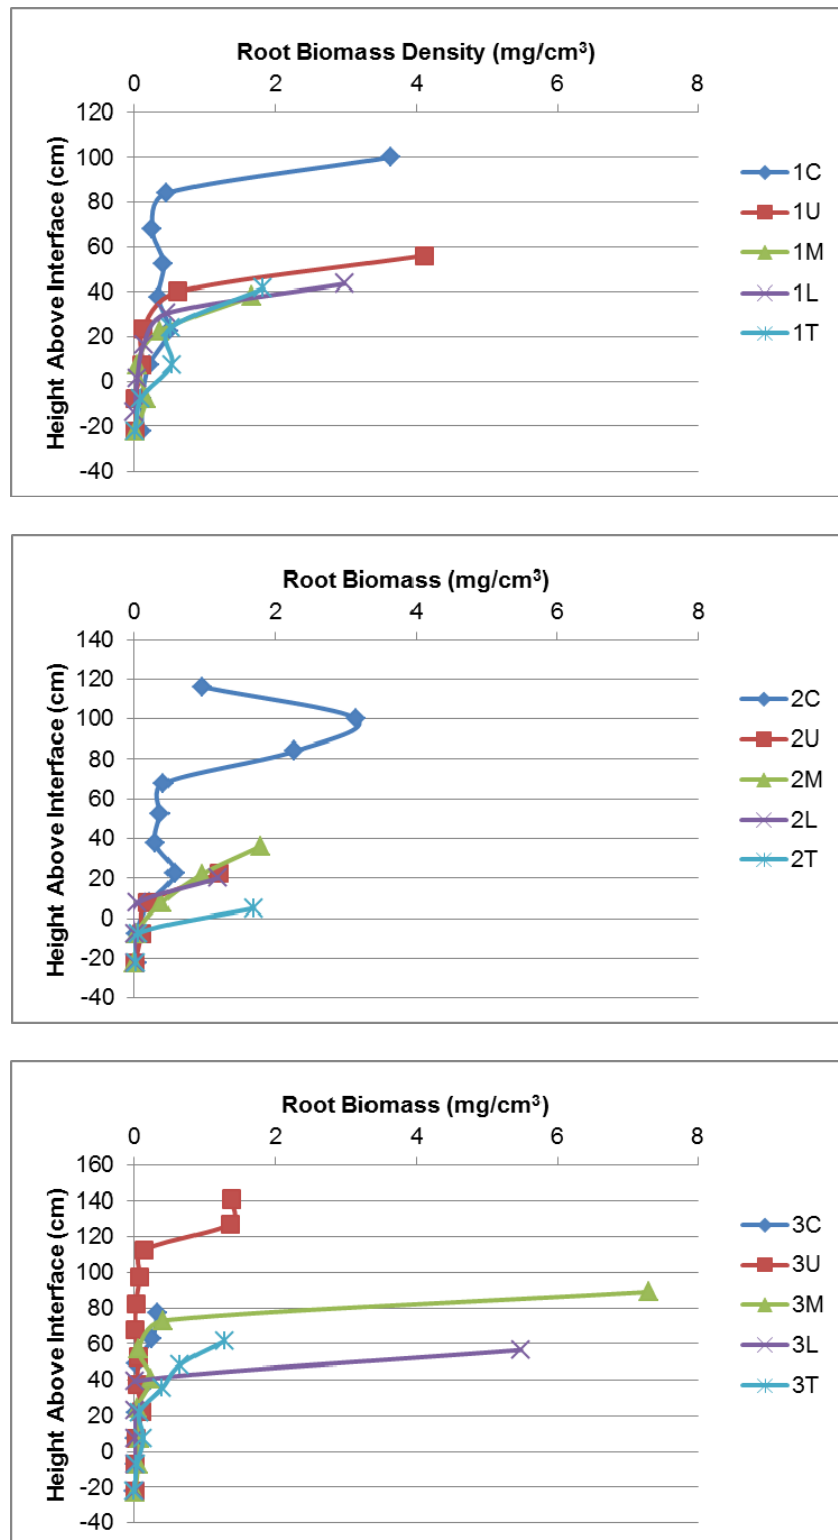 Root Biomass Density (mg/cm³)
0 2 4 6 8
120
100
80
60
40
20
0
-20
-40
Height Above Interface (cm)
1C
1U
1M
1L
1T
Root Biomass (mg/cm³)
0 2 4 6 8
140
120
100
80
60
40
20
0
-20
-40
Height Above Interface (cm)
2C
2U
2M
2L
2T
Root Biomass (mg/cm³)
0 2 4 6 8
160
140
120
100
80
60
40
20
0
-20
-40
Height Above Interface (cm)
3C
3U
3M
3L
3T